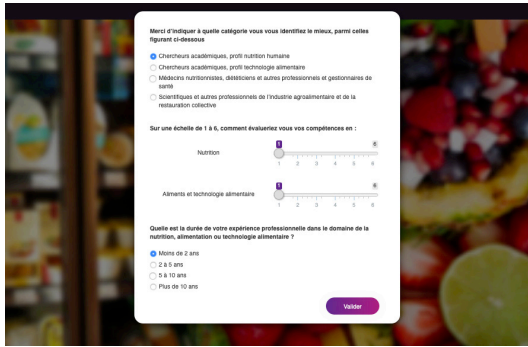 Merci d'indiquer à quelle catégorie vous vous identifiez le mieux, parmi celles
figurant ci-dessous
Chercheurs académiques, profil nutrition humaine
Chercheurs académiques, profil technologie alimentaire
Médecins nutritionnistes, diététiciens et autres professionnels et gestionnaires de
santé
Scientifiques et autres professionnels de l'industrie agroalimentaire et de la
restauration collective
Sur une échelle de 1 à 6, comment évalueriez vous vos compétences en :
1 6
Nutrition
1 2 3 4 5 6
1 6
Aliments et technologie alimentaire
1 2 3 4 5 6
Quelle est la durée de votre expérience professionnelle dans le domaine de la
nutrition, alimentation ou technologie alimentaire ?
Moins de 2 ans
2 à 5 ans
5 à 10 ans
Plus de 10 ans
Valider